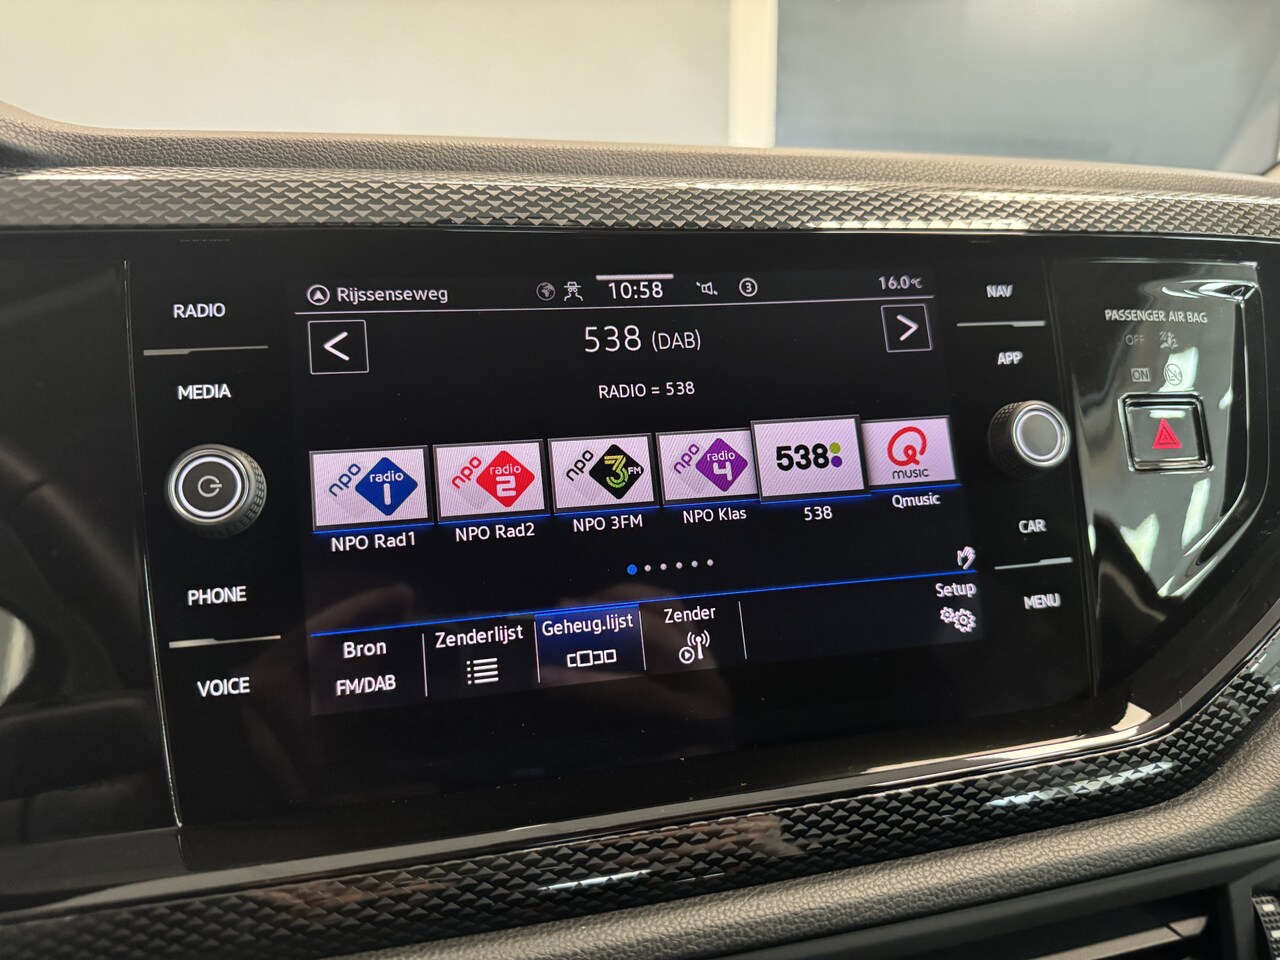 RADIO
MEDIA
PHONE
VOICE
Rijssenseweg
10:58
3
16.0°C
538 (DAB)
RADIO = 538
npo radio 1
npo radio 2
npo 3FM
npo radio 4
538
MUSIC
NPO Rad1
NPO Rad2
NPO 3FM
NPO Klas
538
Qmusic
Bron
FM/DAB
Zenderlijst
Geheug.lijst
Zender
Setup
NAV
APP
CAR
MENU
PASSENGER AIR BAG
OFF
ON